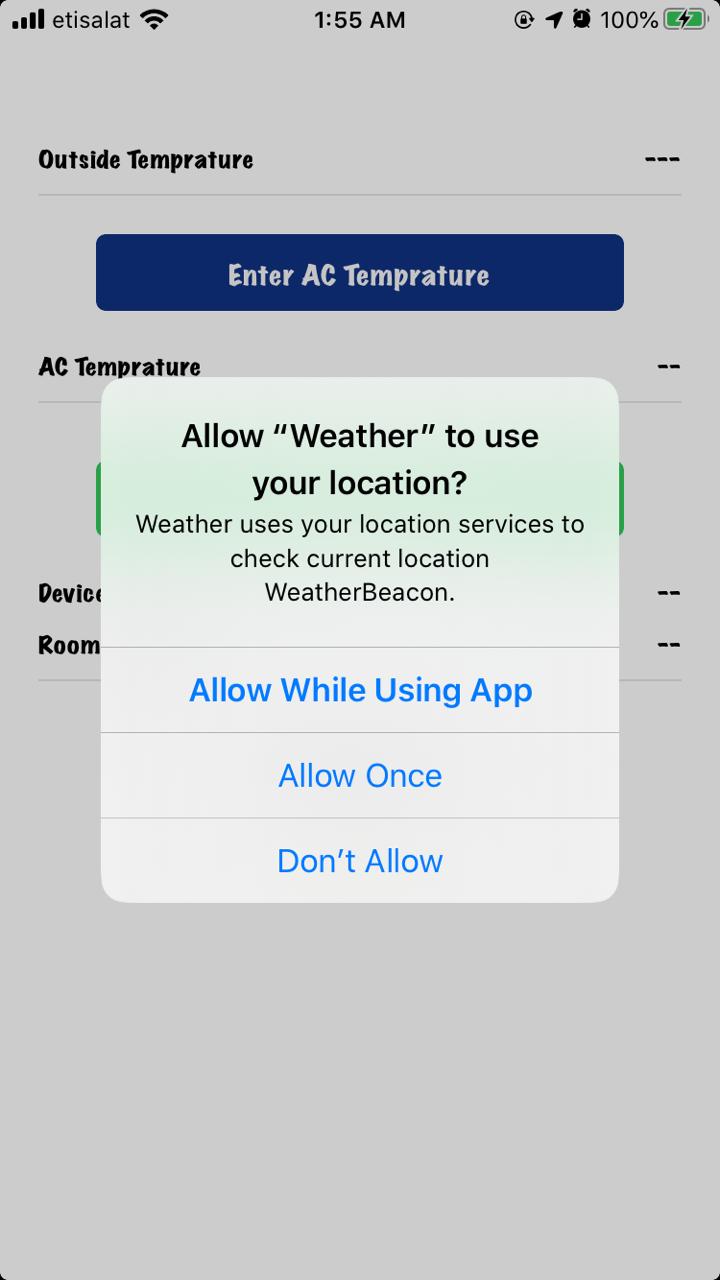 etisalat 1:55 AM 100%
Outside Temprature ---
Enter AC Temprature
AC Temprature --
Allow “Weather” to use
your location?
Weather uses your location services to
check current location
WeatherBeacon.
Device --
Room --
Allow While Using App
Allow Once
Don’t Allow